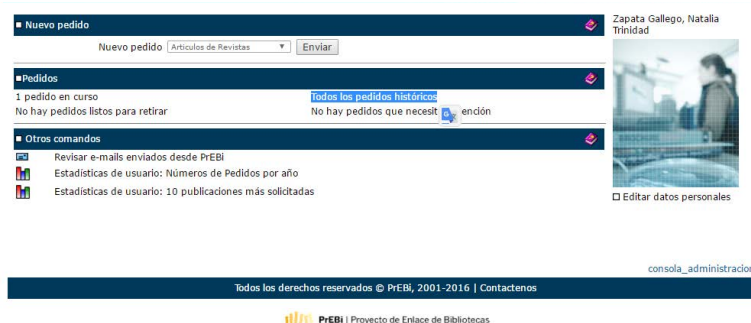 Nuevo pedido
Zapata Gallego, Natalia
Trinidad
Nuevo pedido Articulos de Revistas Enviar
Pedidos
1 pedido en curso Todos los pedidos históricos
No hay pedidos listos para retirar No hay pedidos que necesit ención
Otros comandos
Revisar e-mails enviados desde PrEBi
Estadísticas de usuario: Números de Pedidos por año
Estadísticas de usuario: 10 publicaciones más solicitadas
Editar datos personales
consola_administracion
Todos los derechos reservados © PrEBi, 2001-2016 | Contactenos
PrEBi | Proyecto de Enlace de Bibliotecas